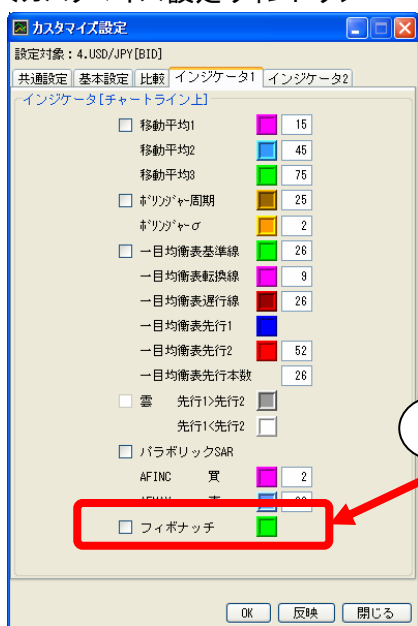 カスタマイズ設定
設定対象：4.USD/JPY[BID]
共通設定 基本設定 比較 インジケータ1 インジケータ2
インジケータ[チャートライン上]
移動平均1 15
移動平均2 45
移動平均3 75
ﾎﾞﾘﾝｼﾞｬｰ周期 25
ﾎﾞﾘﾝｼﾞｬｰσ 2
一目均衡表基準線 26
一目均衡表転換線 9
一目均衡表遅行線 26
一目均衡表先行1
一目均衡表先行2 52
一目均衡表先行本数 26
雲 先行1>先行2
先行1<先行2
パラボリックSAR
AFINC 買 2
フィボナッチ
OK 反映 閉じる